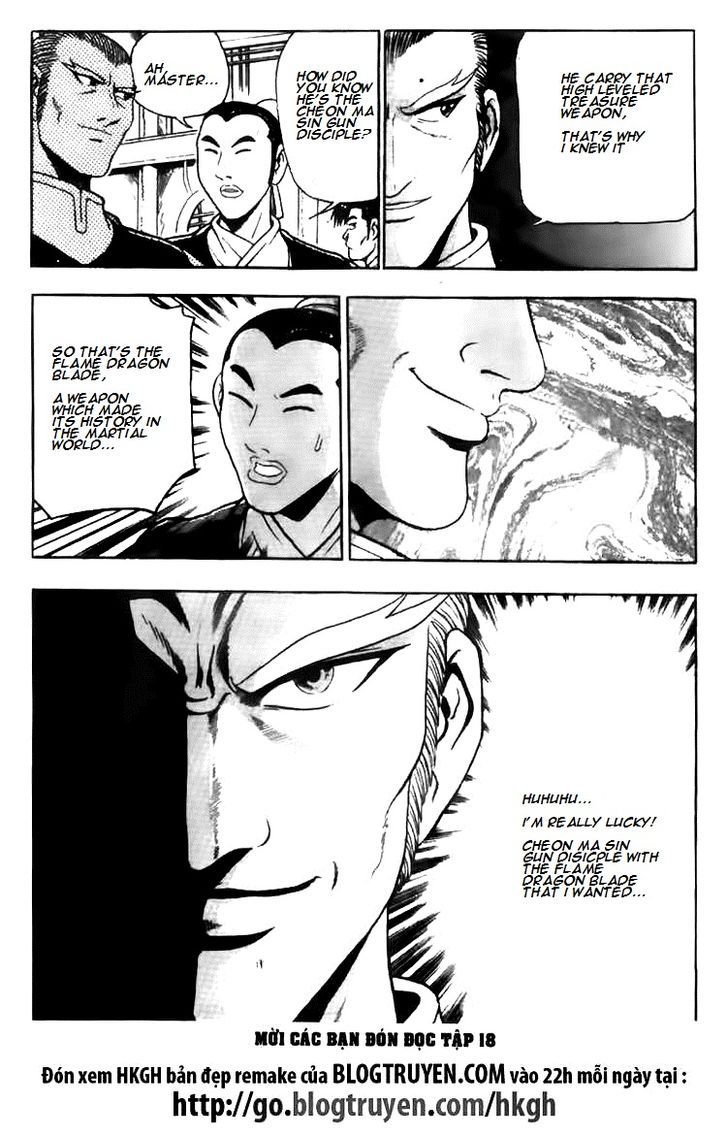 AH,
MASTER...
HOW DID
YOU KNOW
HE'S THE
CHEON MA
SIN GUN
DISCIPLE?
HE CARRY THAT
HIGH LEVELED
TREASURE
WEAPON,
THAT'S WHY
I KNEW IT
SO THAT'S THE
FLAME DRAGON
BLADE,
A WEAPON
WHICH MADE
ITS HISTORY IN
THE MARTIAL
WORLD...
HUHUHU...
I'M REALLY LUCKY!
CHEON MA SIN
GUN DISICPLE WITH
THE FLAME
DRAGON BLADE
THAT I WANTED...
MỜI CÁC BẠN ĐÓN ĐỌC TẬP 18
Đón xem HKGH bản đẹp remake của BLOGTRUYEN.COM vào 22h mỗi ngày tại :
http://go.blogtruyen.com/hkgh